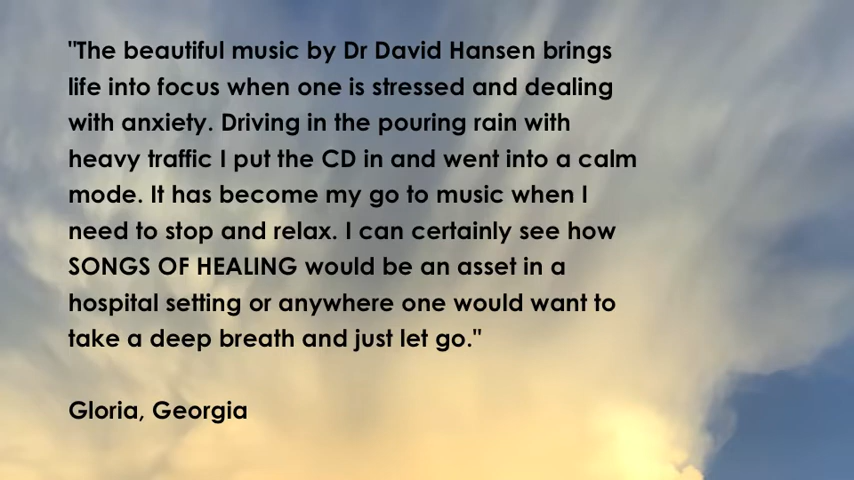 "The beautiful music by Dr David Hansen brings
life into focus when one is stressed and dealing
with anxiety. Driving in the pouring rain with
heavy traffic I put the CD in and went into a calm
mode. It has become my go to music when I
need to stop and relax. I can certainly see how
SONGS OF HEALING would be an asset in a
hospital setting or anywhere one would want to
take a deep breath and just let go."
Gloria, Georgia